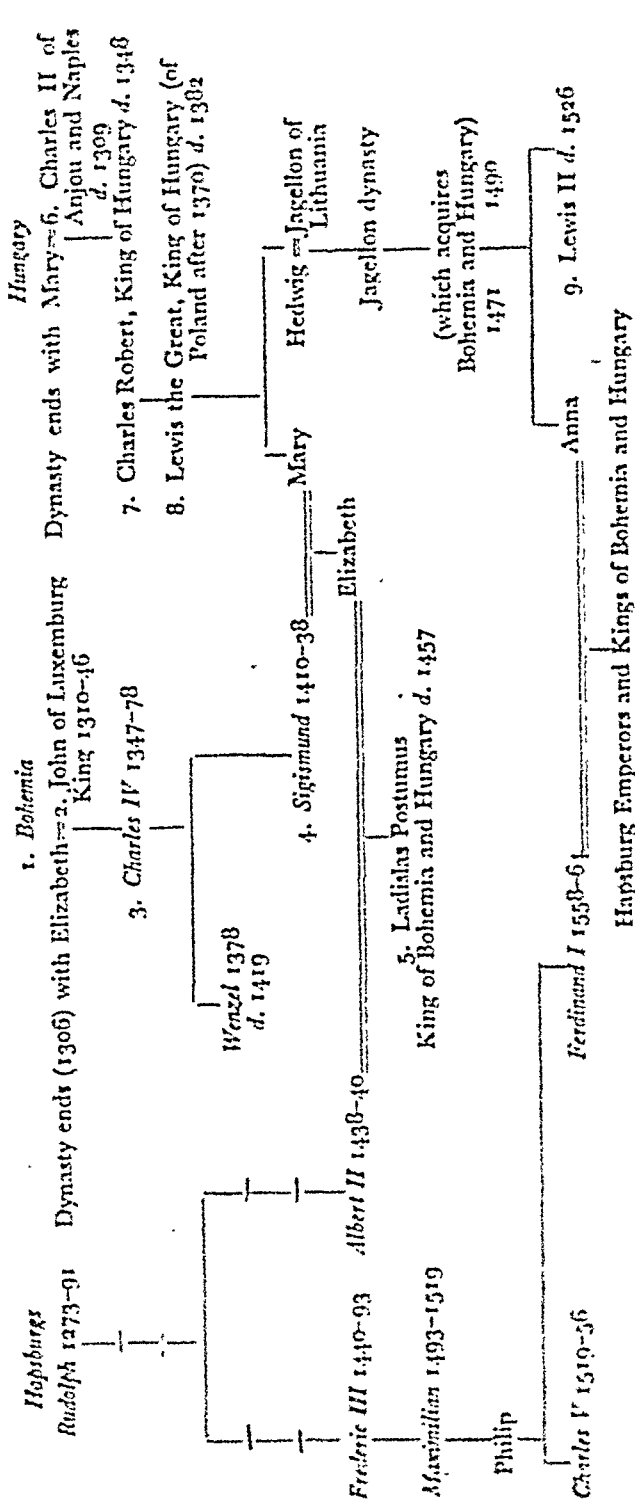 Hapsburgs
Rudolph 1273–91
Frederic III 1440–93
Maximilian 1493–1519
Philip
Charles V 1519–56
Albert II 1438–40
Ferdinand I 1558–64
1. Bohemia
Dynasty ends (1306) with Elizabeth=2. John of Luxemburg
King 1310–46
3. Charles IV 1347–78
Wenzel 1378
d. 1419
4. Sigismund 1410–38
5. Ladislas Postumus
King of Bohemia and Hungary d. 1457
Hungary
Dynasty ends with Mary=6. Charles II of
Anjou and Naples
d. 1309
7. Charles Robert, King of Hungary d. 1348
8. Lewis the Great, King of Hungary (of
Poland after 1370) d. 1382
Mary
Hedwig=Jagellon of
Lithuania
Elizabeth
Jagellon dynasty
(which acquires
Bohemia and Hungary)
1471 1490
Anna
9. Lewis II d. 1526
Hapsburg Emperors and Kings of Bohemia and Hungary